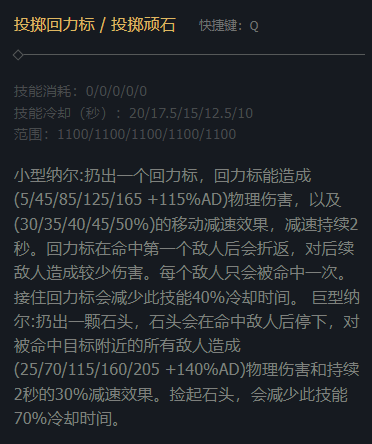 投掷回力标 / 投掷顽石 快捷键：Q
技能消耗：0/0/0/0/0
技能冷却（秒）：20/17.5/15/12.5/10
范围：1100/1100/1100/1100/1100
小型纳尔:扔出一个回力标，回力标能造成
(5/45/85/125/165 +115%AD)物理伤害，以及
(30/35/40/45/50%)的移动减速效果，减速持续2
秒。回力标在命中第一个敌人后会折返，对后续
敌人造成较少伤害。每个敌人只会被命中一次。
接住回力标会减少此技能40%冷却时间。 巨型纳
尔:扔出一颗石头，石头会在命中敌人后停下，对
被命中目标附近的所有敌人造成
(25/70/115/160/205 +140%AD)物理伤害和持续
2秒的30%减速效果。捡起石头，会减少此技能
70%冷却时间。